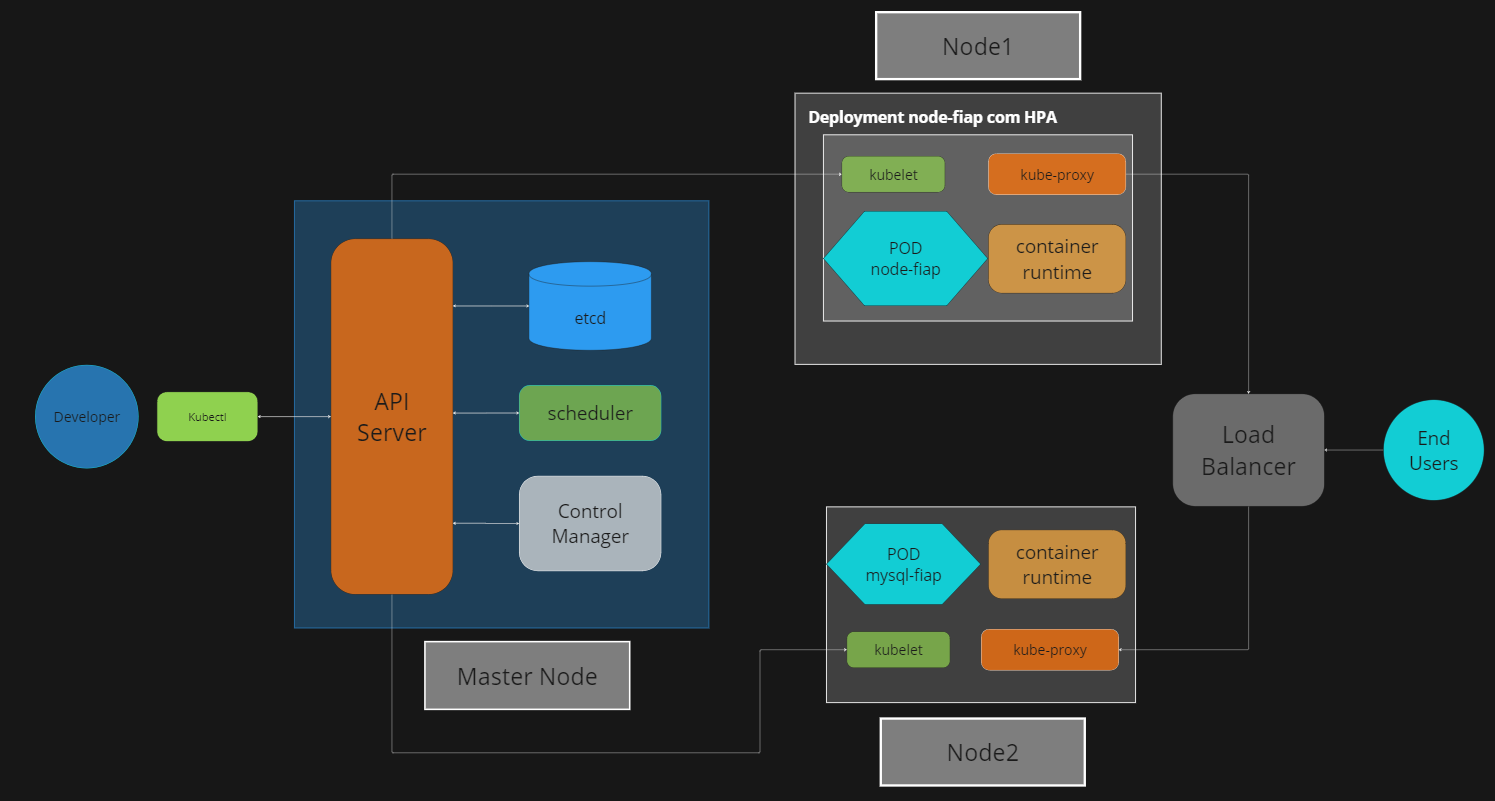 Node1
Deployment node-fiap com HPA
kubelet
kube-proxy
POD
node-fiap
container
runtime
API
Server
etcd
scheduler
Control
Manager
Developer
Kubectl
Master Node
Load
Balancer
End
Users
POD
mysql-fiap
container
runtime
kubelet
kube-proxy
Node2